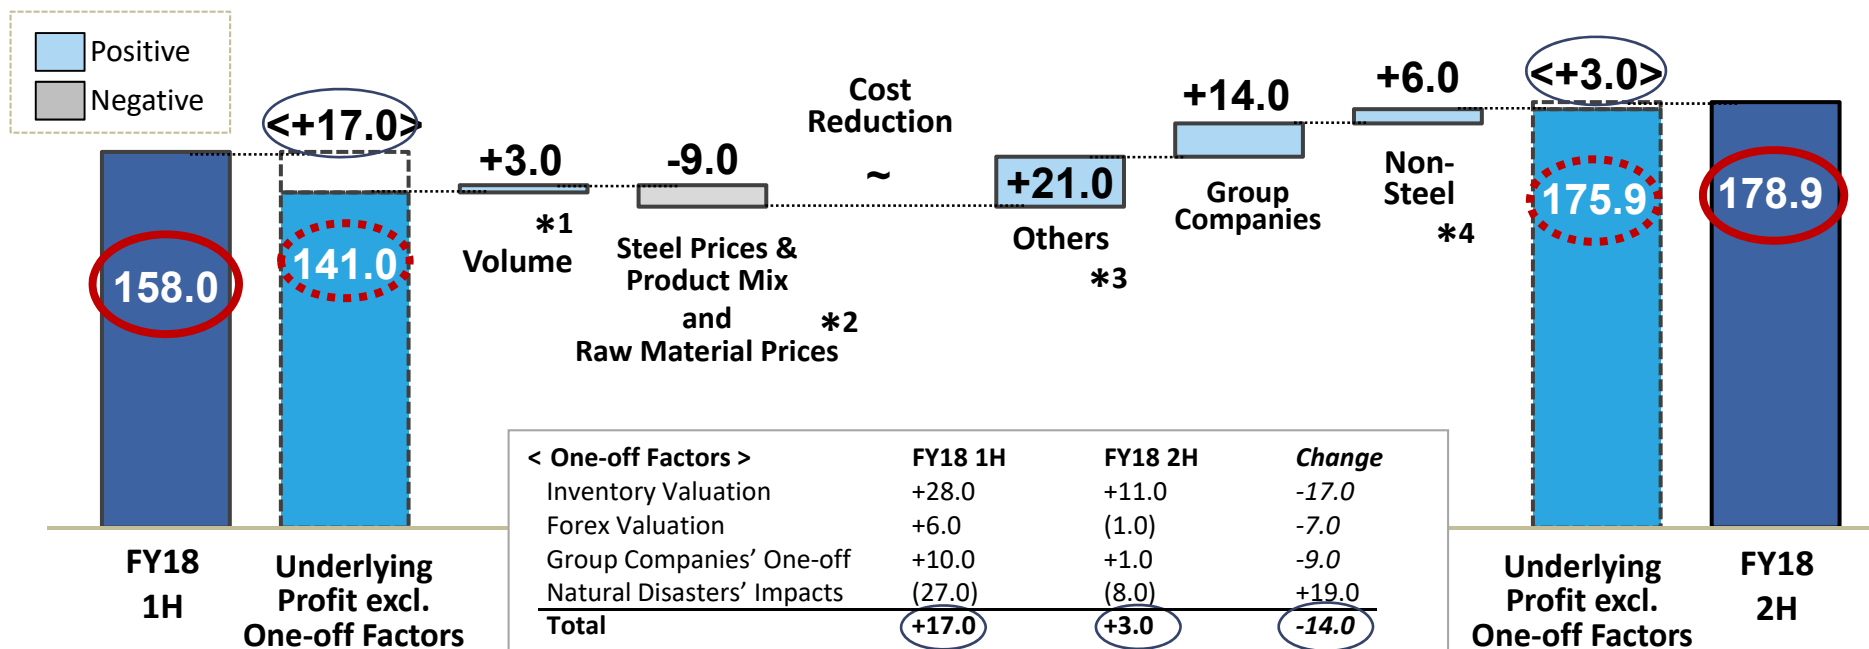 Positive
Negative
<+17.0>
158.0
141.0
FY18
1H
Underlying
Profit excl.
One-off Factors
+3.0
*1
Volume
-9.0
Steel Prices &
Product Mix
and
*2
Raw Material Prices
Cost
Reduction
~
+21.0
Others
*3
+14.0
Group
Companies
+6.0
Non-
Steel
*4
<+3.0>
175.9
178.9
Underlying
Profit excl.
One-off Factors
FY18
2H
< One-off Factors > FY18 1H FY18 2H Change
Inventory Valuation +28.0 +11.0 -17.0
Forex Valuation +6.0 (1.0) -7.0
Group Companies’ One-off +10.0 +1.0 -9.0
Natural Disasters’ Impacts (27.0) (8.0) +19.0
Total +17.0 +3.0 -14.0